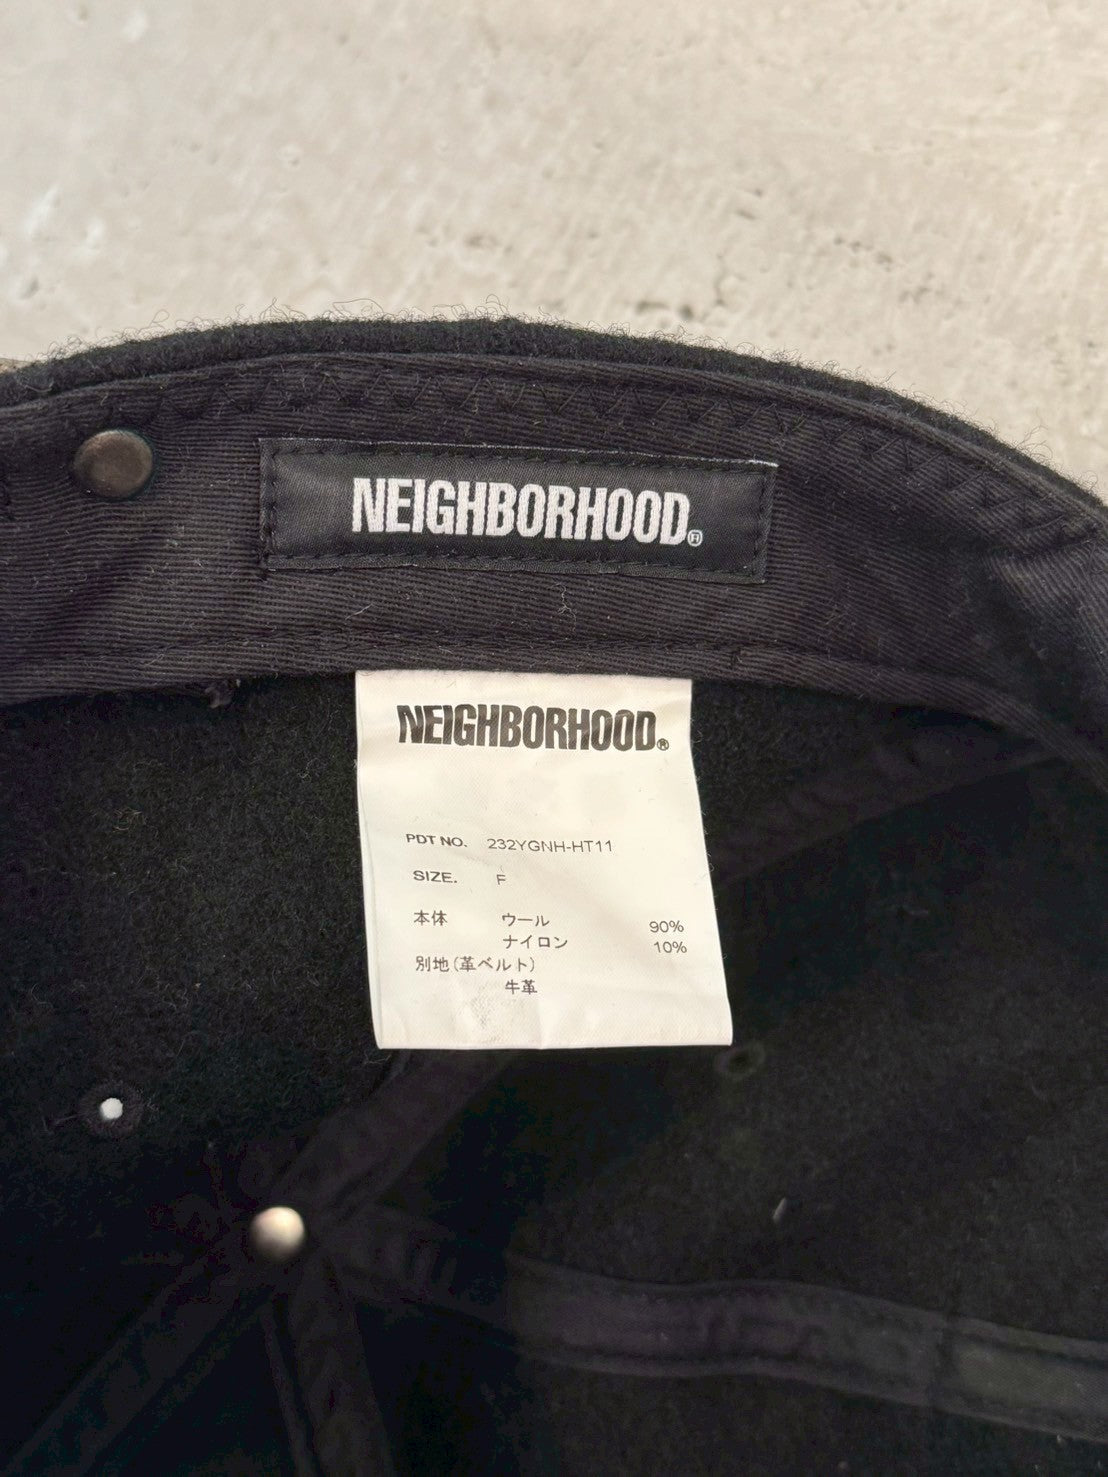 NEIGHBORHOOD®
NEIGHBORHOOD®
PDT NO. 232YGNH-HT11
SIZE. F
本体 ウール 90%
ナイロン 10%
別地(革ベルト)
牛革